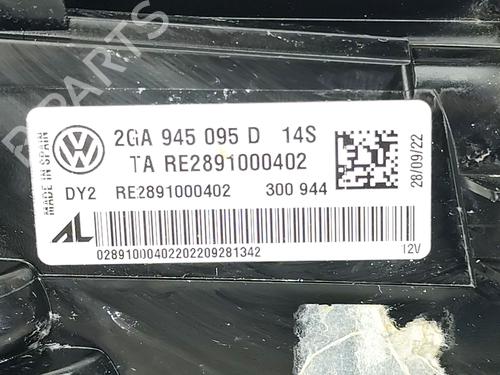 MADE IN SPAIN
2GA 945 095 D 14S
TA RE2891000402
DY2 RE2891000402 300 944
28/09/22
AL
02891000402202209281342
12V